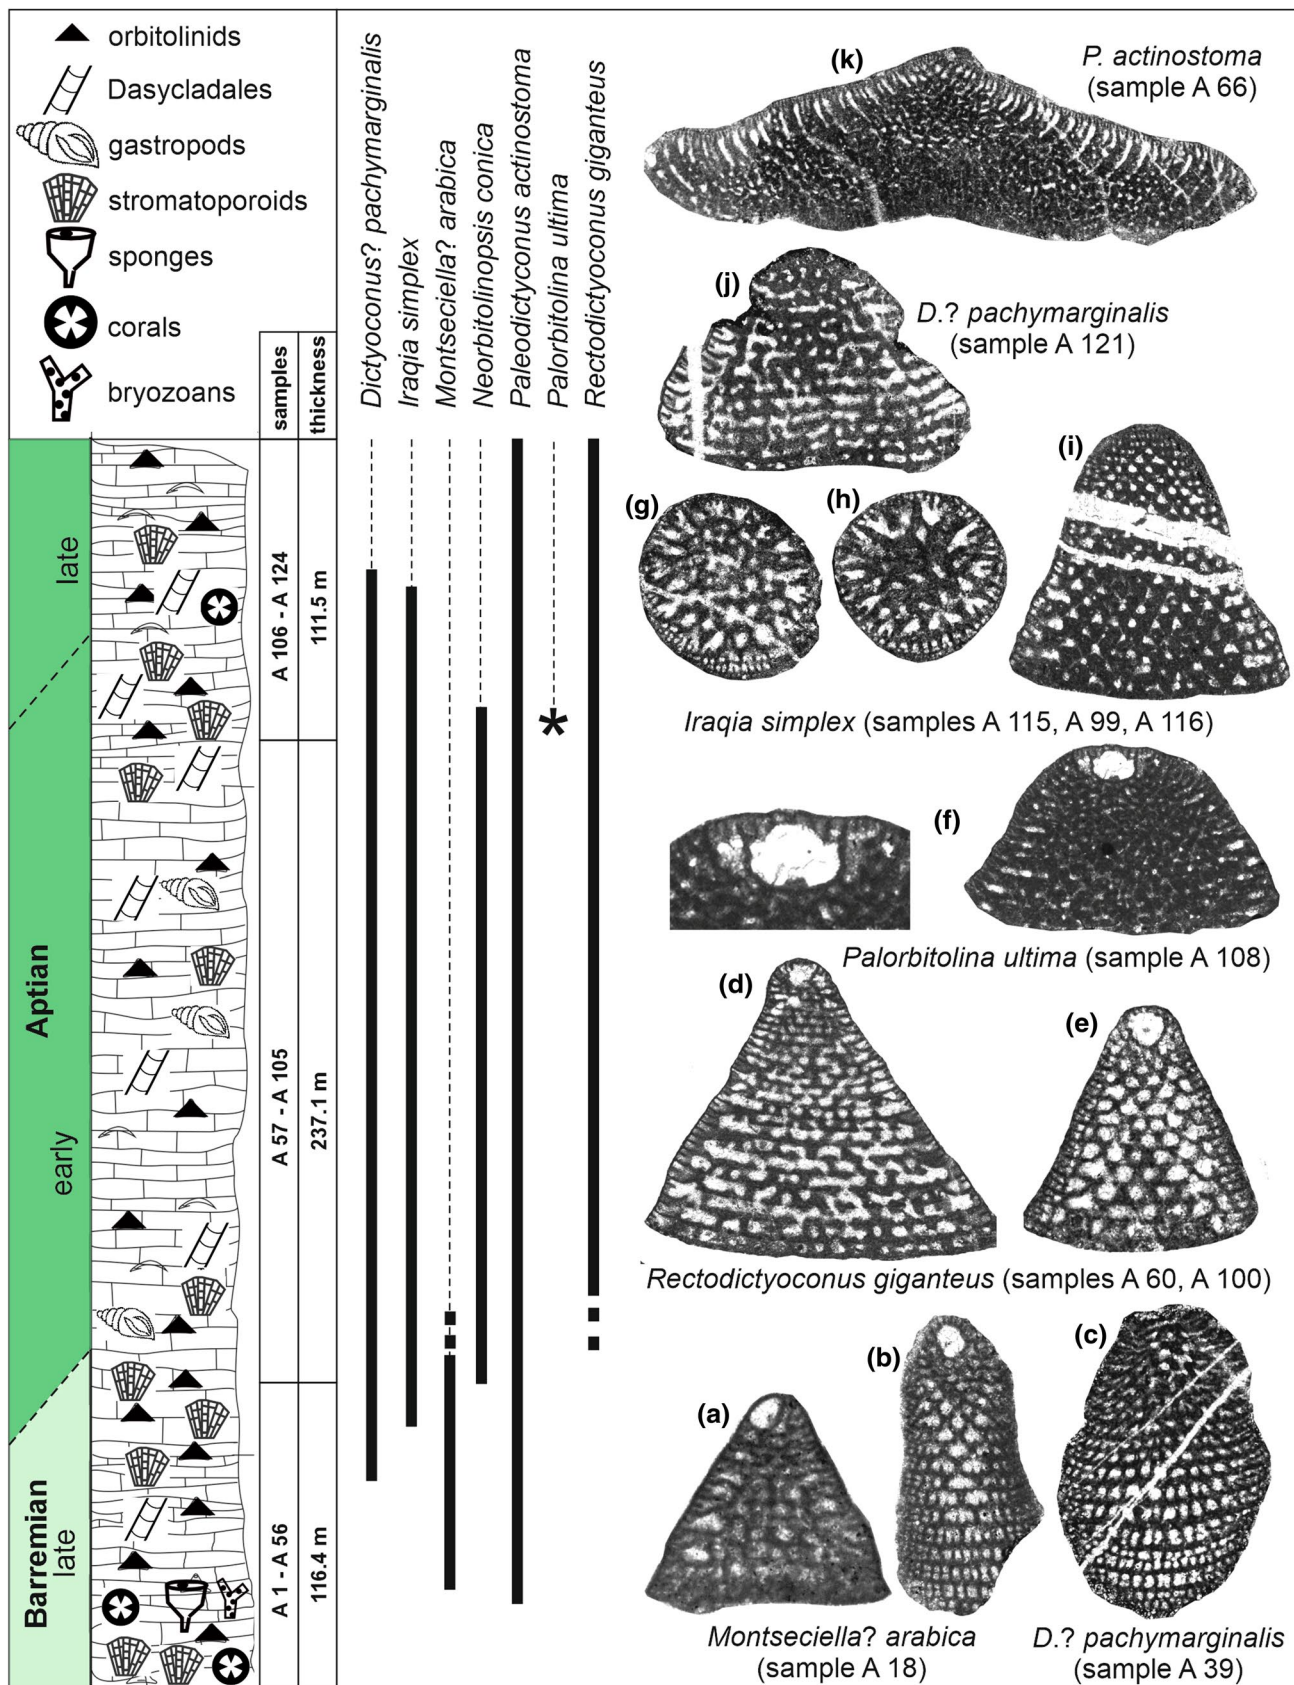 orbitolinids
Dasycladales
gastropods
stromatoporoids
sponges
corals
bryozoans
samples
thickness
Dictyoconus? pachymarginalis
Iraqia simplex
Montseciella? arabica
Neorbitolinopsis conica
Paleodictyconus actinostoma
Palorbitolina ultima
Rectodictyoconus giganteus
late
Aptian
early
Barremian
late
A 106 - A 124
111.5 m
A 57 - A 105
237.1 m
A 1 - A 56
116.4 m
*
(k)
P. actinostoma
(sample A 66)
(j)
D.? pachymarginalis
(sample A 121)
(g)
(h)
(i)
Iraqia simplex (samples A 115, A 99, A 116)
(f)
Palorbitolina ultima (sample A 108)
(d)
(e)
Rectodictyoconus giganteus (samples A 60, A 100)
(a)
(b)
(c)
Montseciella? arabica
(sample A 18)
D.? pachymarginalis
(sample A 39)